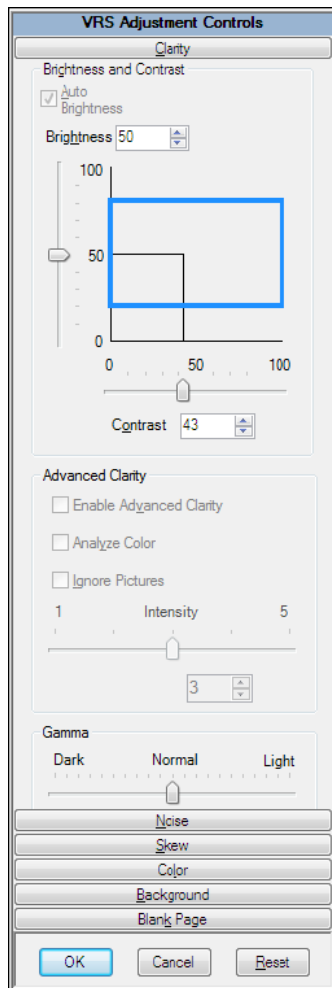 VRS Adjustment Controls
Clarity
Brightness and Contrast
Auto
Brightness
Brightness 50
100
50
0
0 50 100
Contrast 43
Advanced Clarity
Enable Advanced Clarity
Analyze Color
Ignore Pictures
1 Intensity 5
3
Gamma
Dark Normal Light
Noise
Skew
Color
Background
Blank Page
OK Cancel Reset